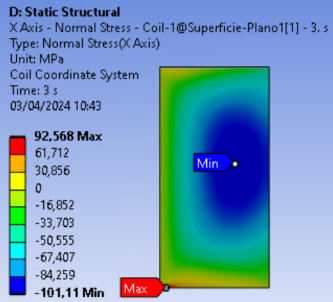 D: Static Structural
X Axis - Normal Stress - Coil-1@Superficie-Plano1[1] - 3. s
Type: Normal Stress(X Axis)
Unit: MPa
Coil Coordinate System
Time: 3 s
03/04/2024 10:43
92,568 Max
61,712
30,856
0
-16,852
-33,703
-50,555
-67,407
-84,259
-101,11 Min
Min
Max